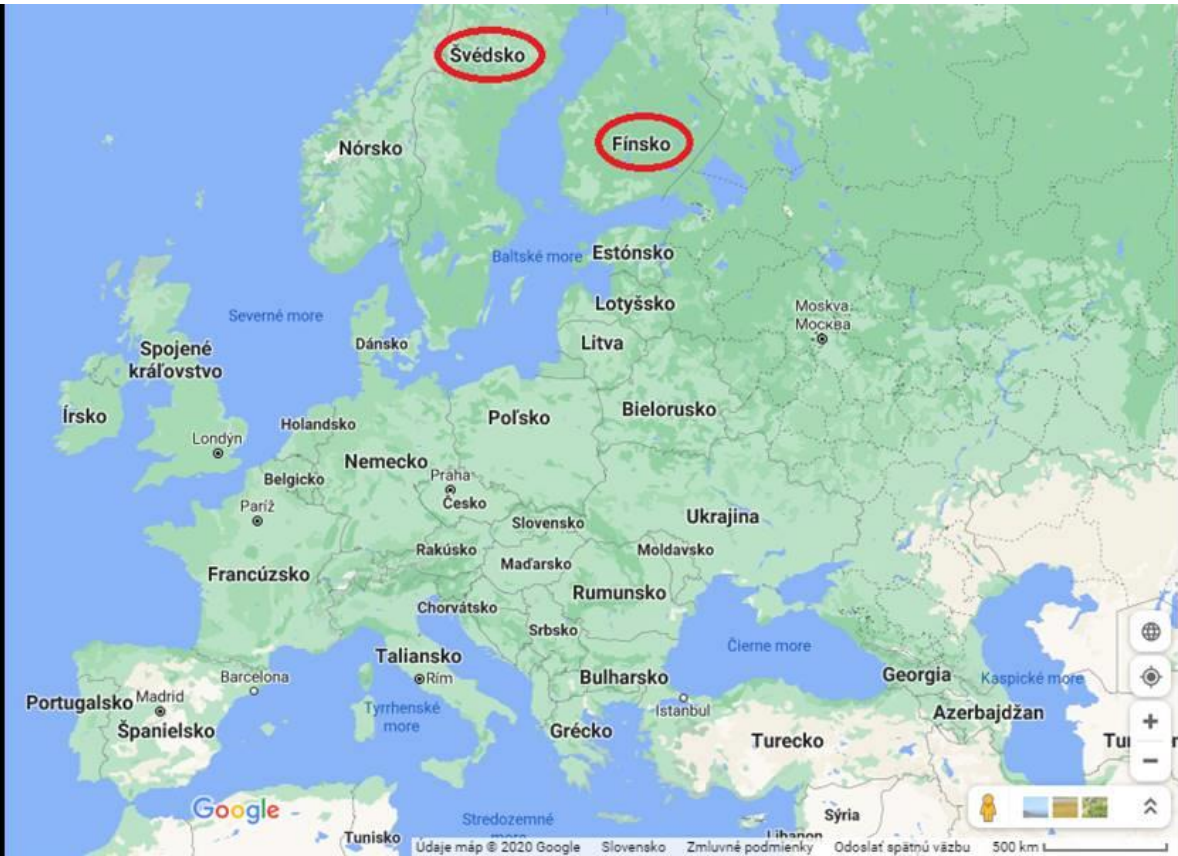 Švédsko
Fínsko
Nórsko
Baltské more
Estónsko
Lotyšsko
Moskva
Москва
Severné more
Dánsko
Litva
Spojené
kráľovstvo
Írsko
Londýn
Holandsko
Poľsko
Bielorusko
Nemecko
Belgicko
Praha
Česko
Paríž
Slovensko
Ukrajina
Rakúsko
Maďarsko
Moldavsko
Francúzsko
Rumunsko
Chorvátsko
Srbsko
Čierne more
Taliansko
Rím
Barcelona
Bulharsko
Georgia
Kaspické more
Portugalsko
Madrid
Španielsko
Tyrrhenské
more
Istanbul
Azerbajdžan
Grécko
Turecko
Google
Stredozemné
more
Sýria
Tunisko
Libanon
Údaje máp © 2020 Google Slovensko Zmluvné podmienky Odoslať spätnú väzbu 500 km